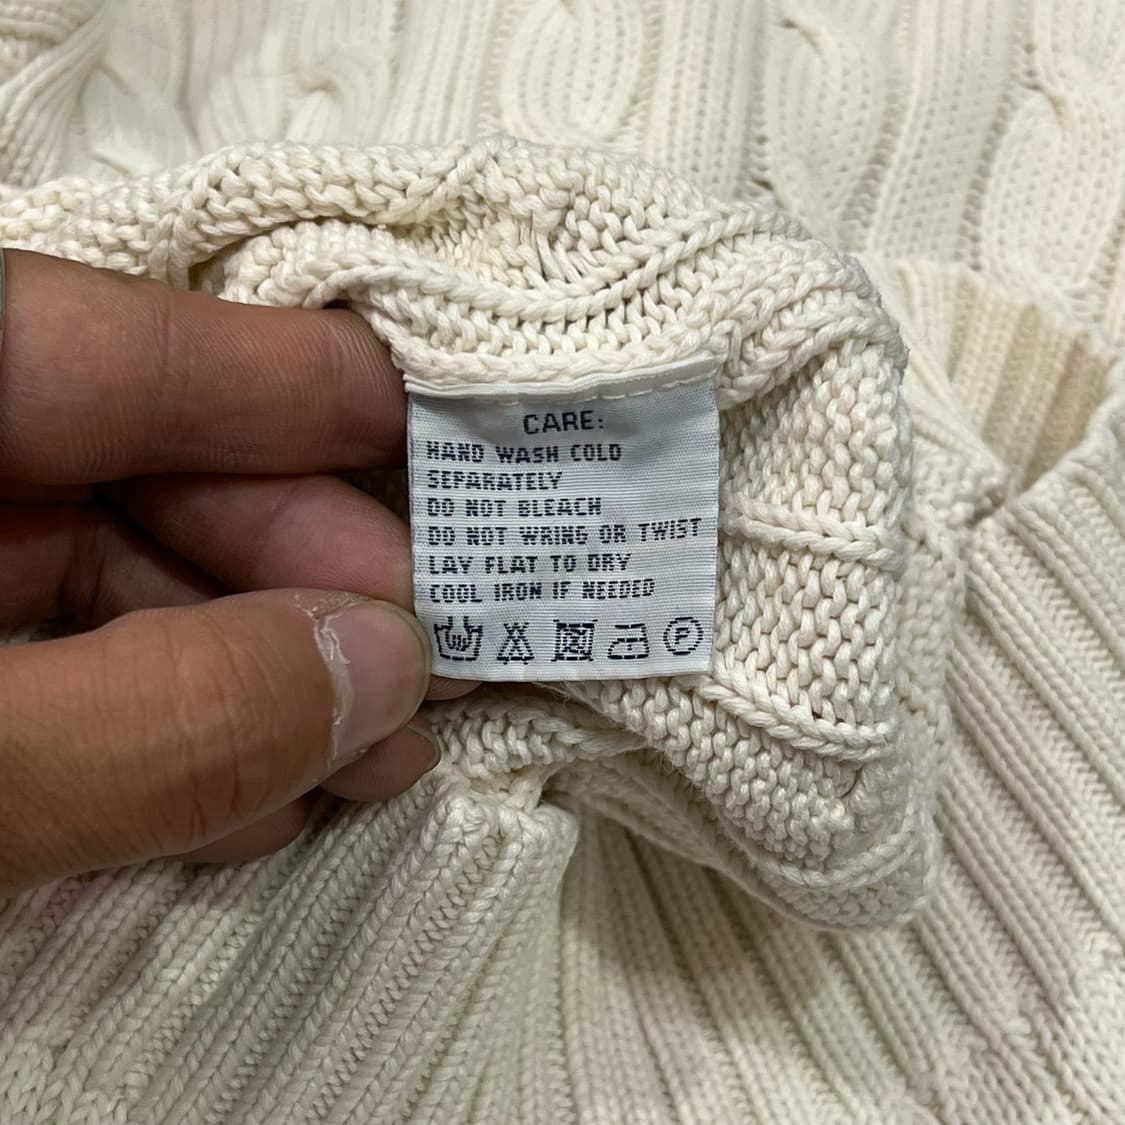 CARE:
HAND WASH COLD
SEPARATELY
DO NOT BLEACH
DO NOT WRING OR TWIST
LAY FLAT TO DRY
COOL IRON IF NEEDED
P